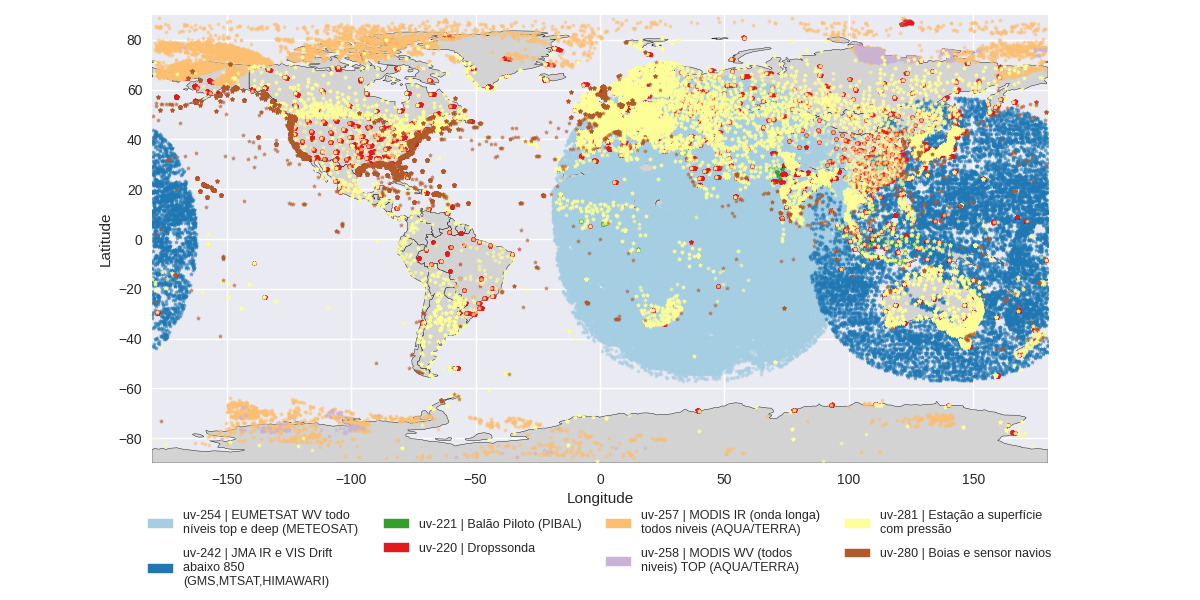 80
60
40
20
0
−20
−40
−60
−80
Latitude
−150
−100
−50
0
50
100
150
Longitude
uv-254 | EUMETSAT WV todo
níveis top e deep (METEOSAT)
uv-242 | JMA IR e VIS Drift
abaixo 850
(GMS,MTSAT,HIMAWARI)
uv-221 | Balão Piloto (PIBAL)
uv-220 | Dropssonda
uv-257 | MODIS IR (onda longa)
todos niveis (AQUA/TERRA)
uv-258 | MODIS WV (todos
niveis) TOP (AQUA/TERRA)
uv-281 | Estação a superfície
com pressão
uv-280 | Boias e sensor navios